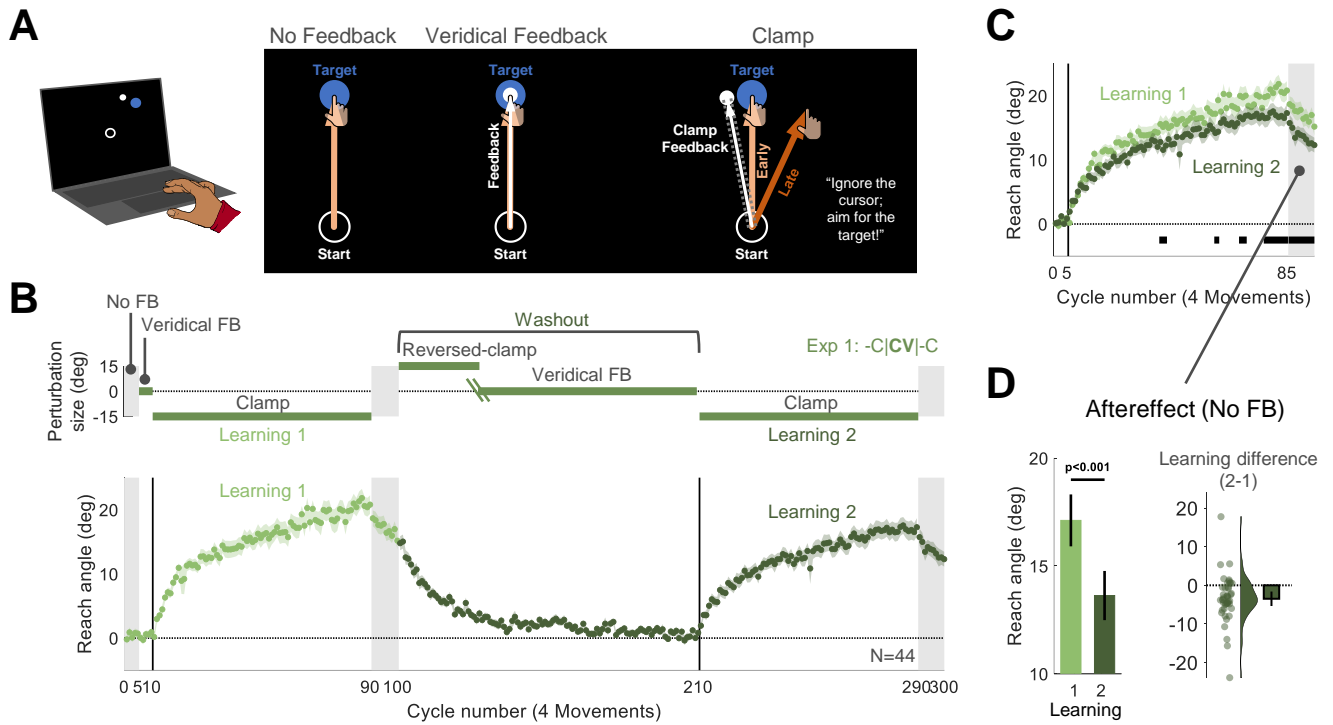 A
No Feedback
Veridical Feedback
Clamp
Target
Target
Target
Feedback
Clamp
Feedback
Early
Late
"Ignore the
cursor;
aim for the
target!"
Start
Start
Start
B
No FB
Veridical FB
Washout
Reversed-clamp
Exp 1: -C|CV|-C
Veridical FB
Perturbation
size (deg)
15
0
-15
Clamp
Clamp
Learning 1
Learning 2
Learning 1
Learning 2
Reach angle (deg)
20
10
0
N=44
0 5 10 90 100 210 290 300
Cycle number (4 Movements)
C
Learning 1
Learning 2
Reach angle (deg)
20
10
0
0 5 85
Cycle number (4 Movements)
D
Aftereffect (No FB)
Reach angle (deg)
20
15
10
p<0.001
1 2
Learning
Learning difference
(2-1)
20
10
0
-10
-20